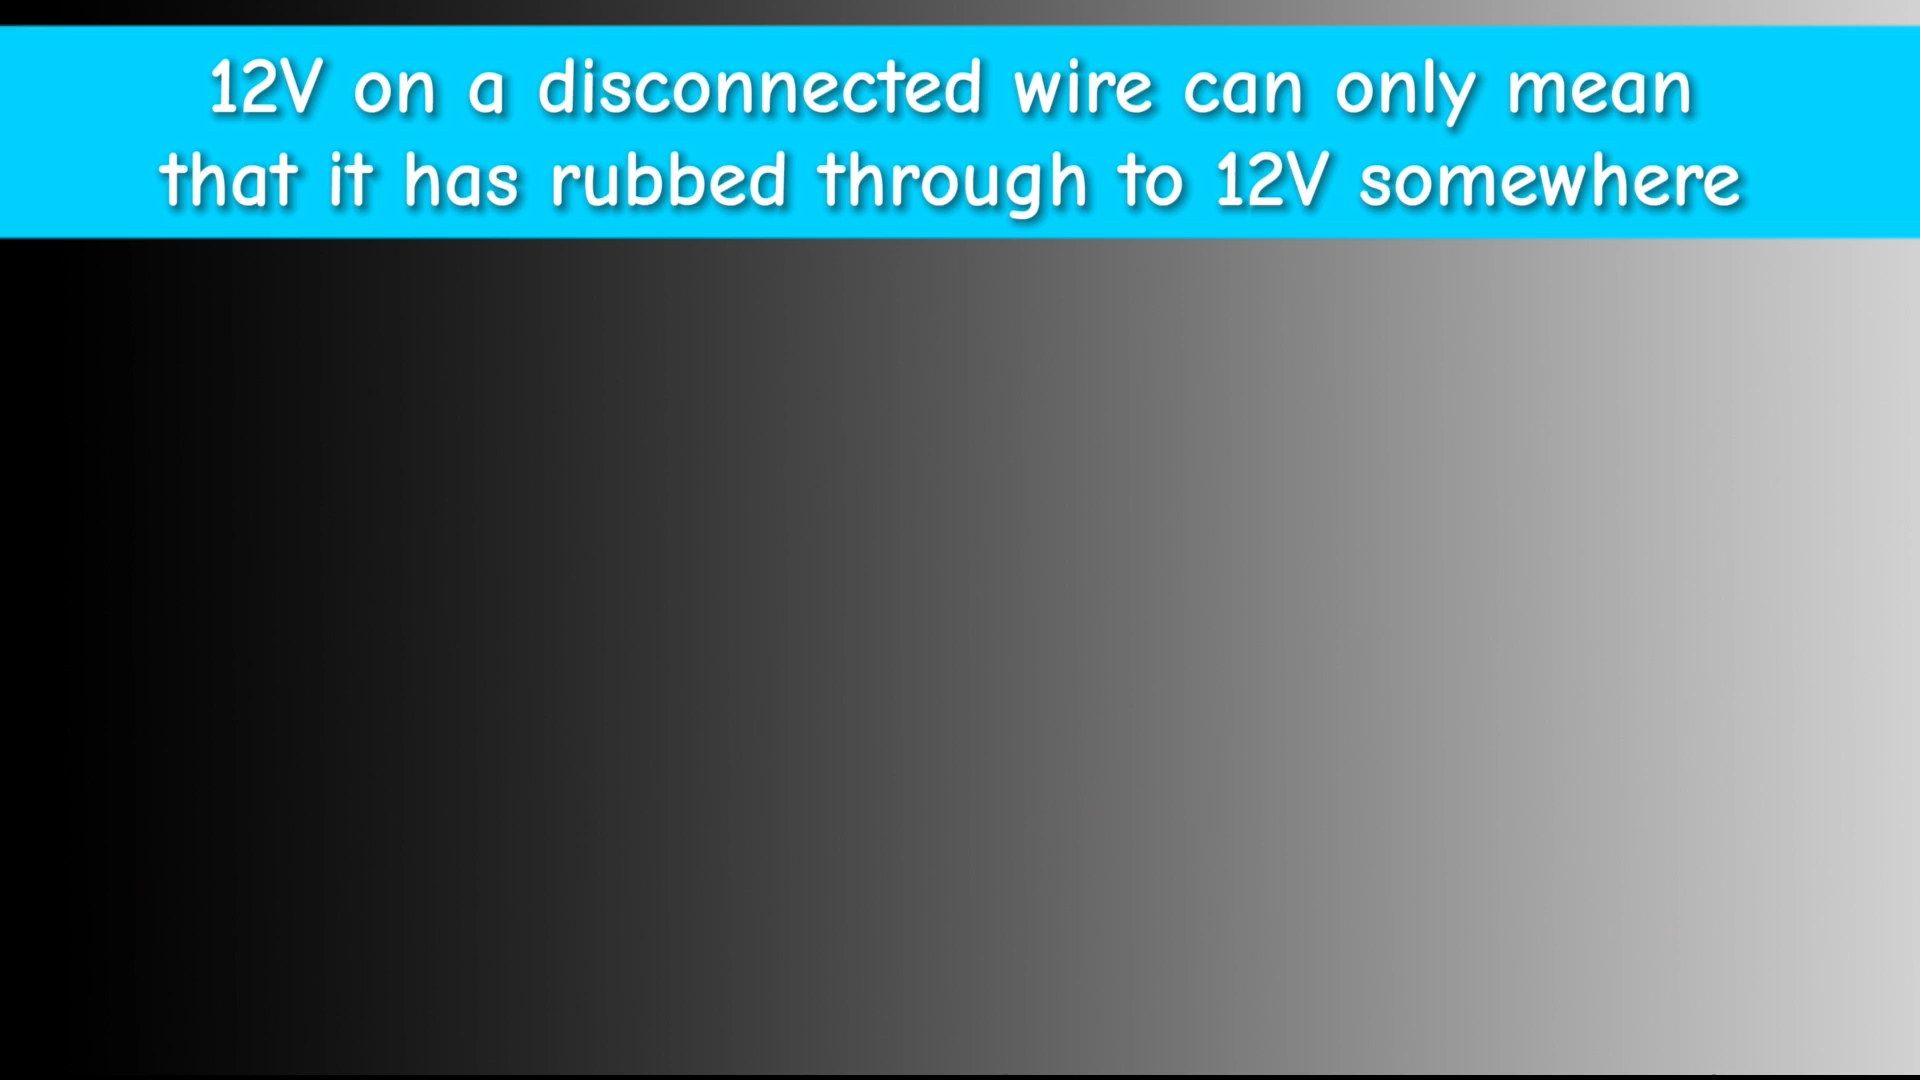 12V on a disconnected wire can only mean
that it has rubbed through to 12V somewhere